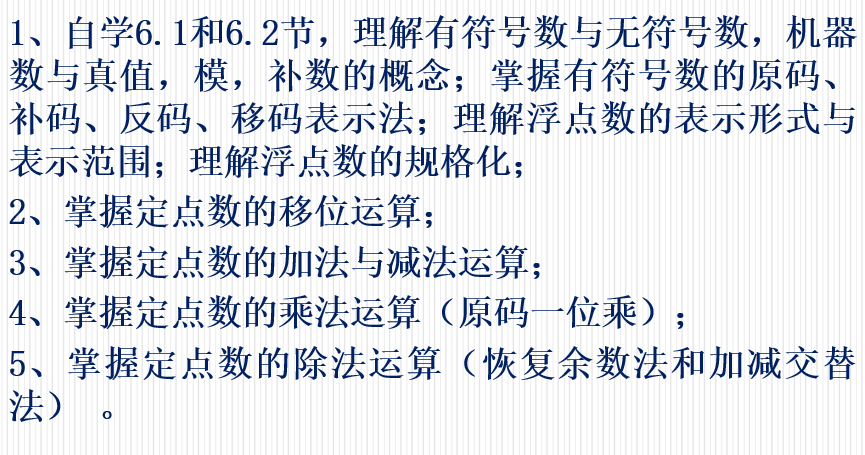 1、自学6.1和6.2节，理解有符号数与无符号数，机器
数与真值，模，补数的概念；掌握有符号数的原码、
补码、反码、移码表示法；理解浮点数的表示形式与
表示范围；理解浮点数的规格化；
2、掌握定点数的移位运算；
3、掌握定点数的加法与减法运算；
4、掌握定点数的乘法运算（原码一位乘）；
5、掌握定点数的除法运算（恢复余数法和加减交替
法） 。